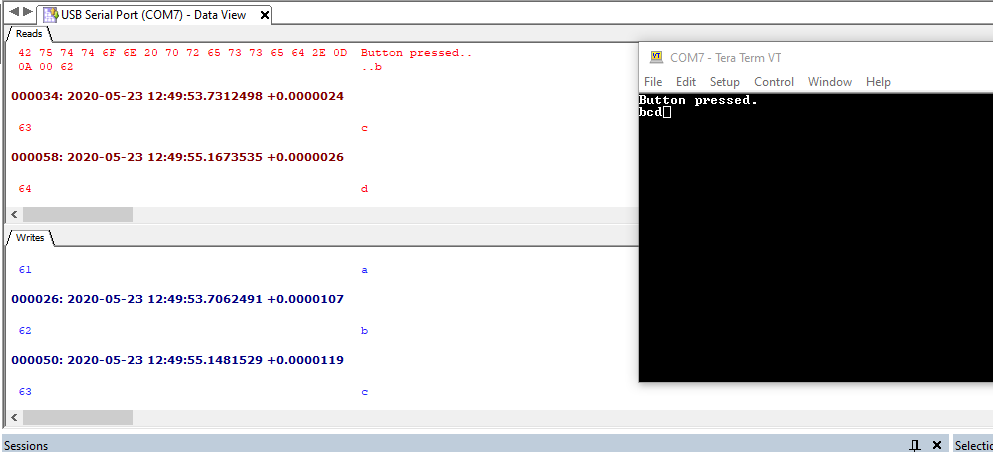 USB Serial Port (COM7) - Data View
Reads
42 75 74 74 6F 6E 20 70 72 65 73 73 65 64 2E 0D Button pressed..
0A 00 62 ..b
000034: 2020-05-23 12:49:53.7312498 +0.0000024
63 c
000058: 2020-05-23 12:49:55.1673535 +0.0000026
64 d
Writes
61 a
000026: 2020-05-23 12:49:53.7062491 +0.0000107
62 b
000050: 2020-05-23 12:49:55.1481529 +0.0000119
63 c
Sessions
Selectio
VT
COM7 - Tera Term VT
File Edit Setup Control Window Help
Button pressed.
bcd